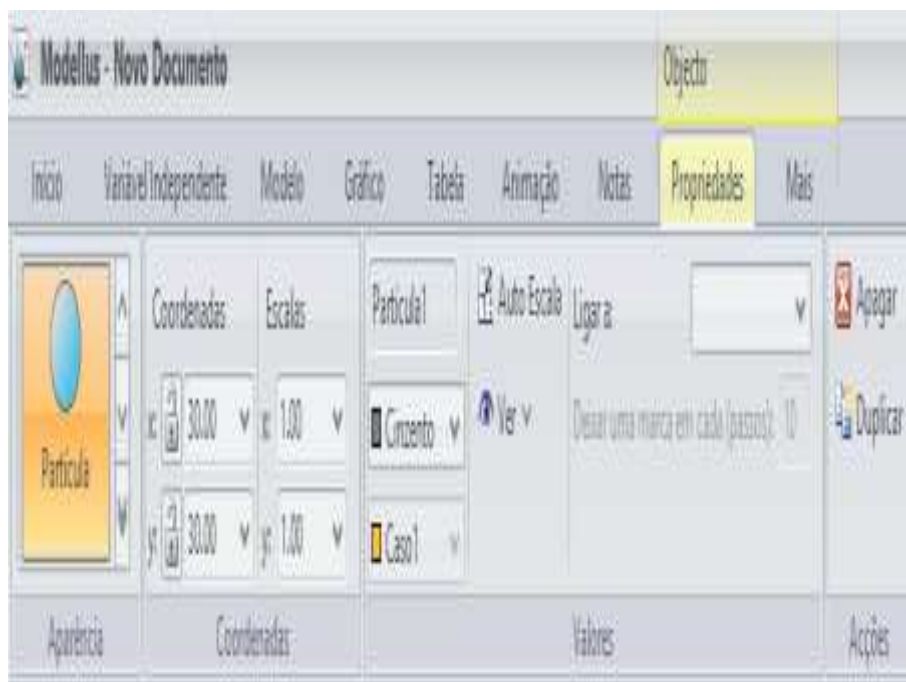 Modellus - Novo Documento
Objecto
Início Variável Independente Modelo Gráfico Tabela Animação Notas Propriedades Mais
Partícula
Coordenadas Escalas
x: 30.00 x: 1.00
y: 30.00 y: 1.00
Partícula1 Auto Escala Ligar a:
Cinzento Ver Deixar uma marca em cada (passos): 10
Caso1
Apagar
Duplicar
Aparência Coordenadas Valores Acções